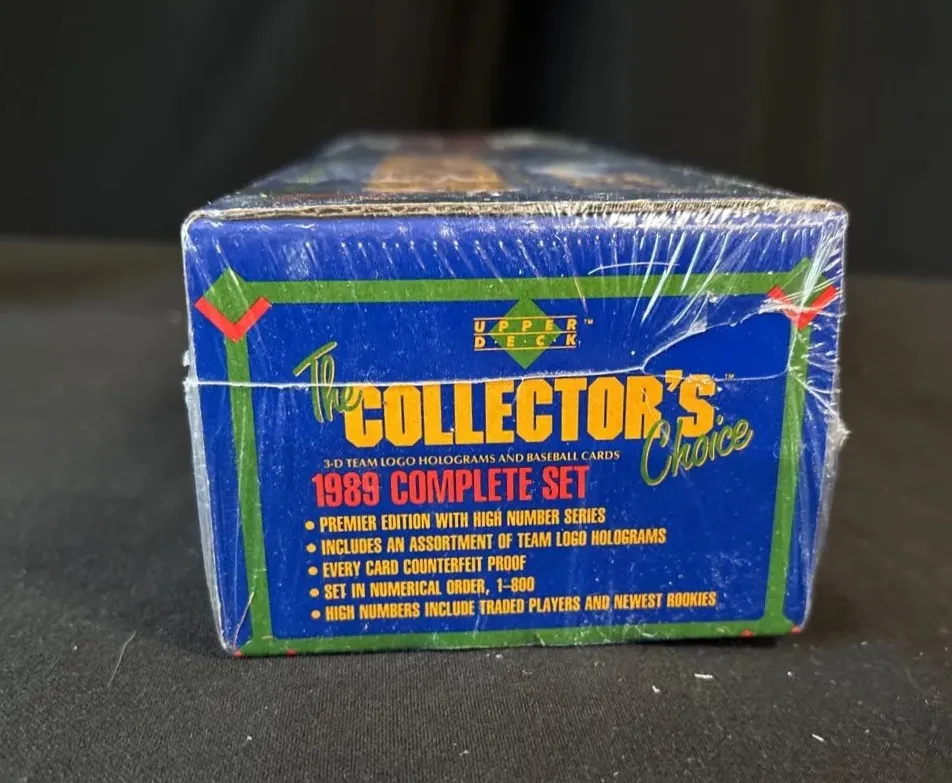 UPPER ™
D·E·C·K
The
COLLECTOR'S ™
Choice
3-D TEAM LOGO HOLOGRAMS AND BASEBALL CARDS
1989 COMPLETE SET
• PREMIER EDITION WITH HIGH NUMBER SERIES
• INCLUDES AN ASSORTMENT OF TEAM LOGO HOLOGRAMS
• EVERY CARD COUNTERFEIT PROOF
• SET IN NUMERICAL ORDER, 1–800
• HIGH NUMBERS INCLUDE TRADED PLAYERS AND NEWEST ROOKIES